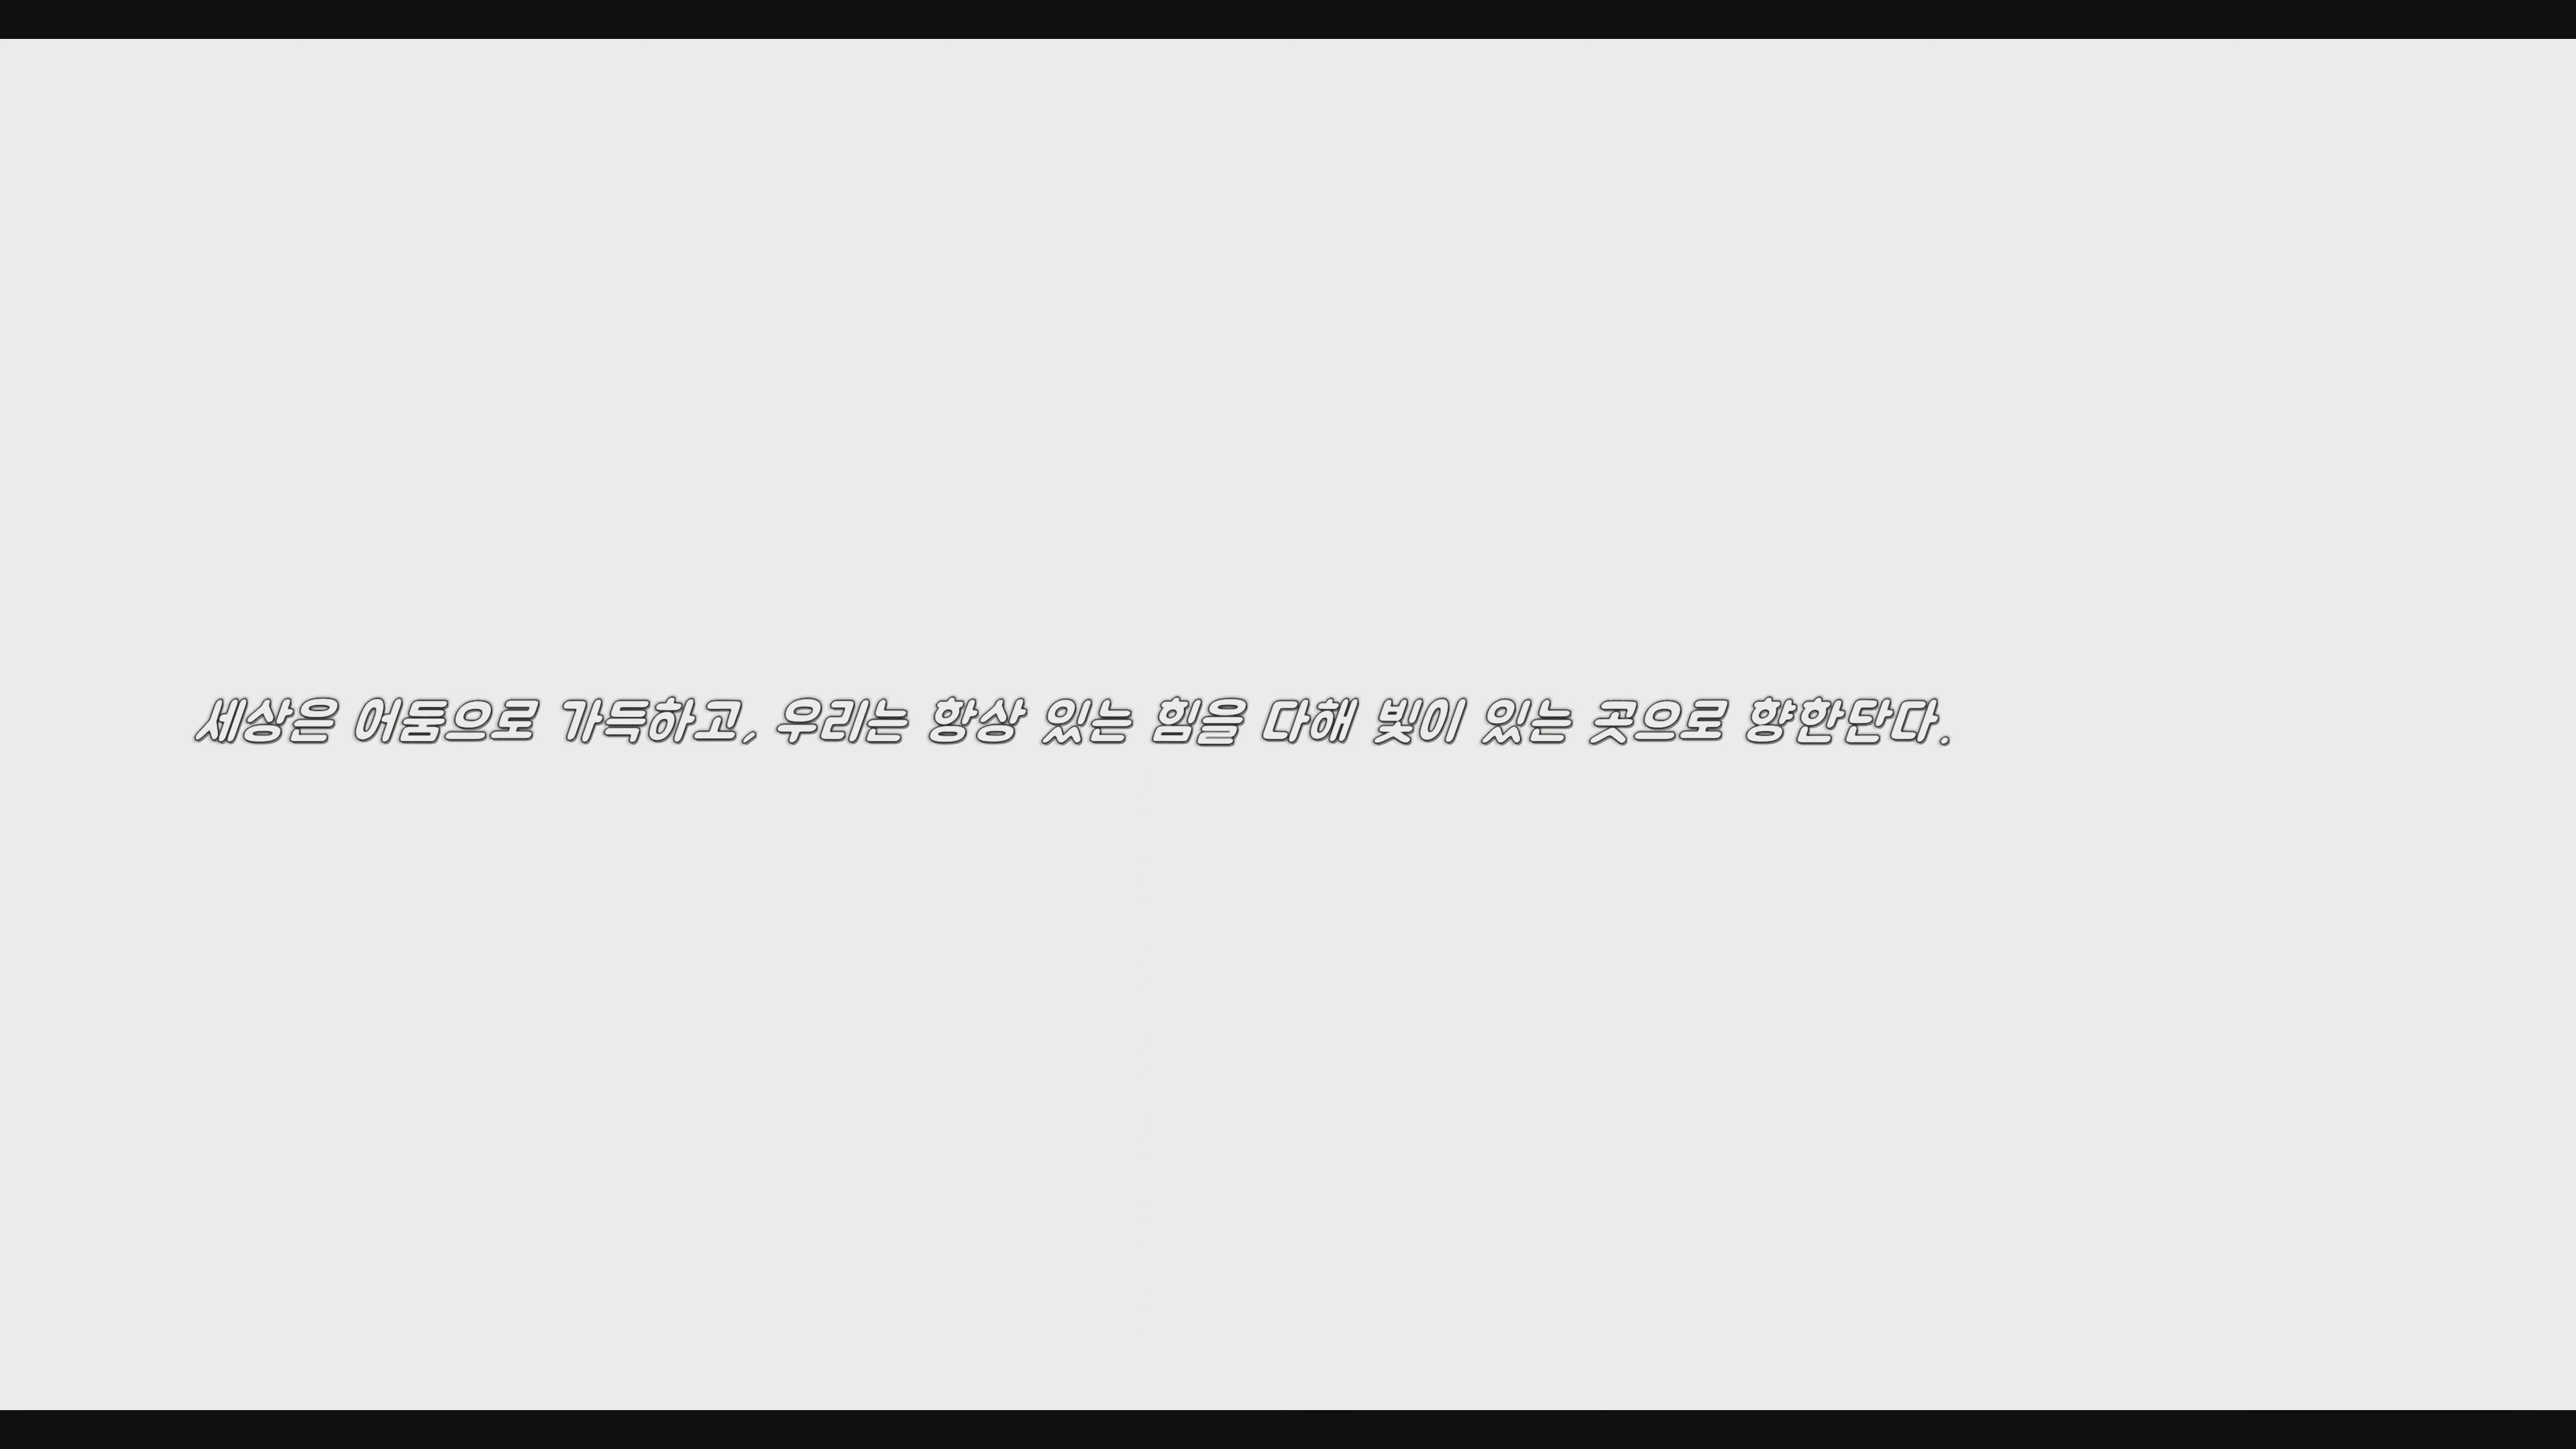 세상은 어둠으로 가득하고, 우리는 항상 있는 힘을 다해 빛이 있는 곳으로 향한단다.